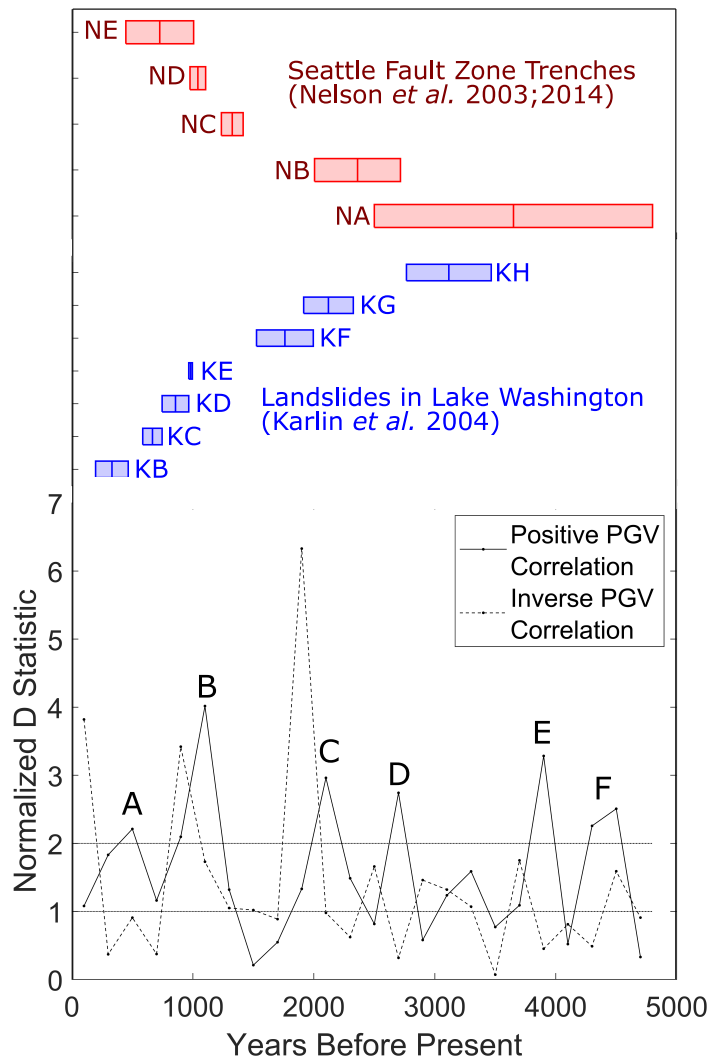 NE
ND
Seattle Fault Zone Trenches
(Nelson et al. 2003;2014)
NC
NB
NA
KH
KG
KF
KE
KD
Landslides in Lake Washington
(Karlin et al. 2004)
KC
KB
7
6
5
4
3
2
1
0
Normalized D Statistic
Positive PGV
Correlation
Inverse PGV
Correlation
A
B
C
D
E
F
0 1000 2000 3000 4000 5000
Years Before Present